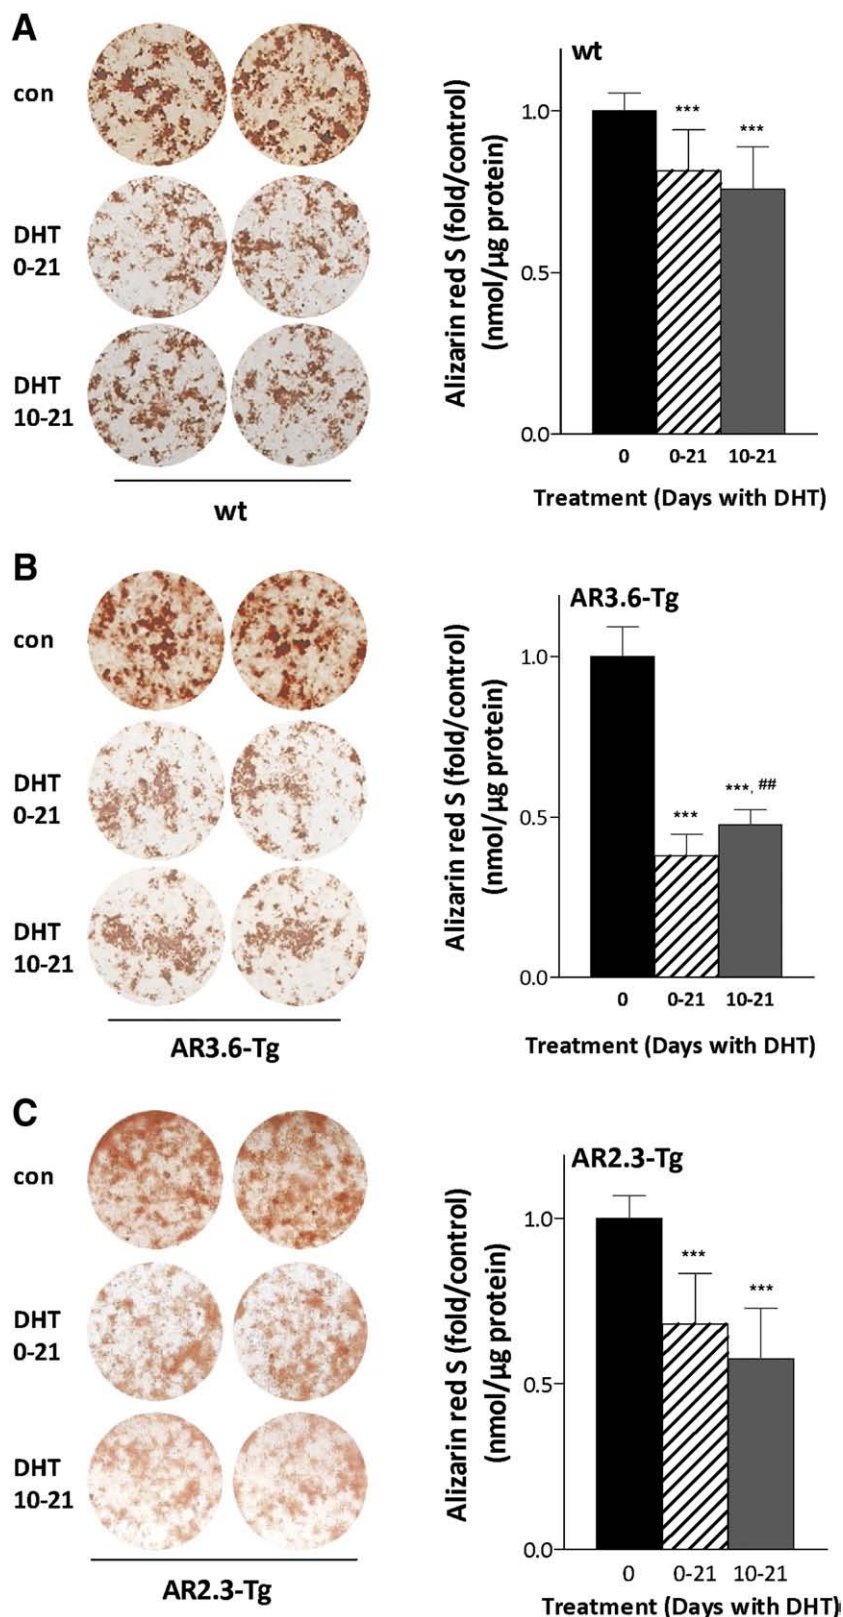 A
con
DHT
0-21
DHT
10-21
wt
wt
Alizarin red S (fold/control)
(nmol/µg protein)
1.0
0.5
0.0
***
***
0 0-21 10-21
Treatment (Days with DHT)
B
con
DHT
0-21
DHT
10-21
AR3.6-Tg
AR3.6-Tg
Alizarin red S (fold/control)
(nmol/µg protein)
1.0
0.5
0.0
***
***, ##
0 0-21 10-21
Treatment (Days with DHT)
C
con
DHT
0-21
DHT
10-21
AR2.3-Tg
AR2.3-Tg
Alizarin red S (fold/control)
(nmol/µg protein)
1.0
0.5
0.0
***
***
0 0-21 10-21
Treatment (Days with DHT)